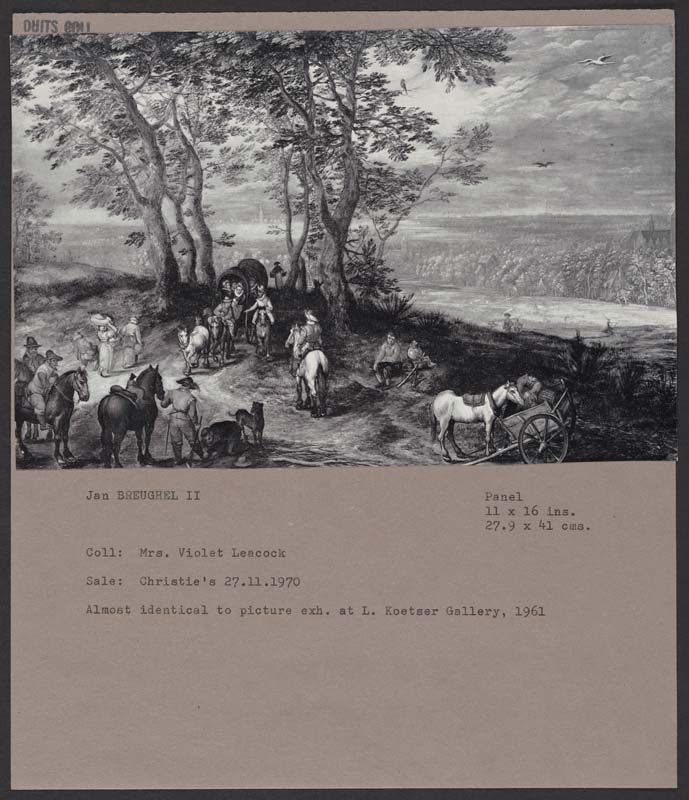 DUITS COLL
Jan BREUGHEL II
Panel
11 x 16 ins.
27.9 x 41 cms.
Coll: Mrs. Violet Leacock
Sale: Christie's 27.11.1970
Almost identical to picture exh. at L. Koetser Gallery, 1961